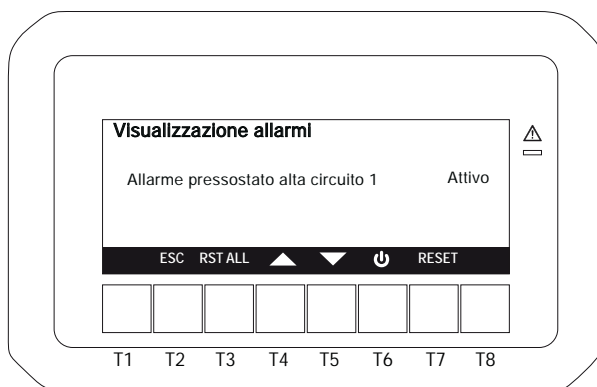 Visualizzazione allarmi
Allarme pressostato alta circuito 1 Attivo
ESC RST ALL RESET
T1 T2 T3 T4 T5 T6 T7 T8